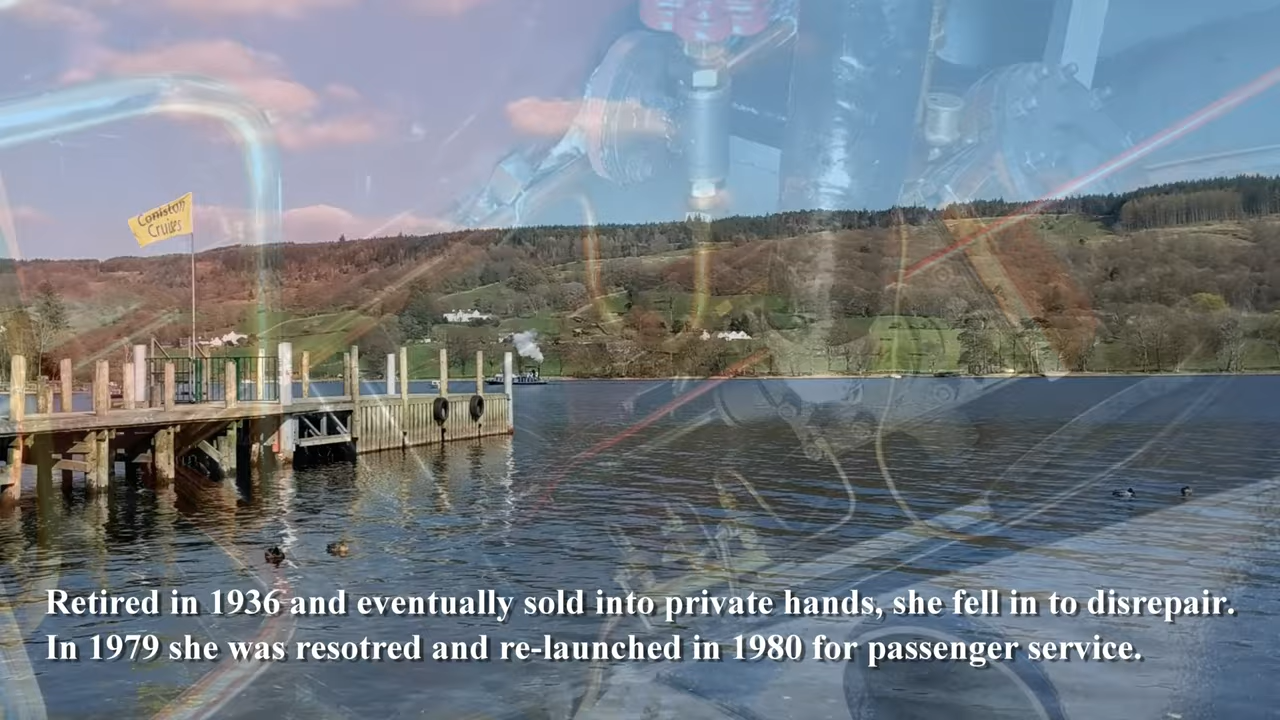 Coniston
Cruises
Retired in 1936 and eventually sold into private hands, she fell in to disrepair.
In 1979 she was resotred and re-launched in 1980 for passenger service.